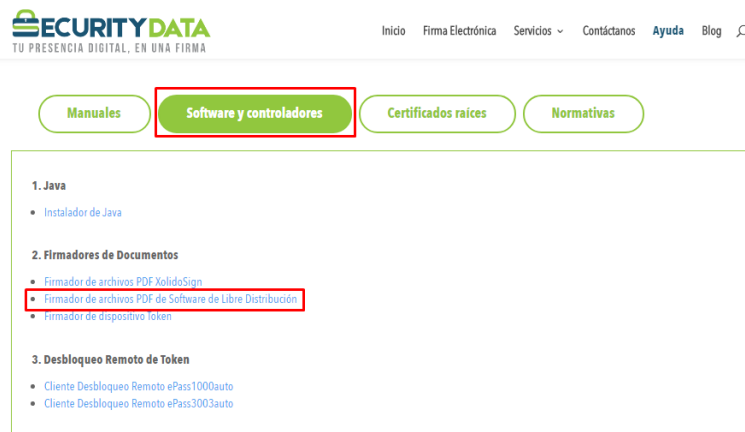 SECURITYDATA
TU PRESENCIA DIGITAL, EN UNA FIRMA
Inicio Firma Electrónica Servicios Contáctanos Ayuda Blog
Manuales Software y controladores Certificados raíces Normativas
1. Java
Instalador de Java
2. Firmadores de Documentos
Firmador de archivos PDF XolidoSign
Firmador de archivos PDF de Software de Libre Distribución
Firmador de dispositivo Token
3. Desbloqueo Remoto de Token
Cliente Desbloqueo Remoto ePass1000auto
Cliente Desbloqueo Remoto ePass3003auto